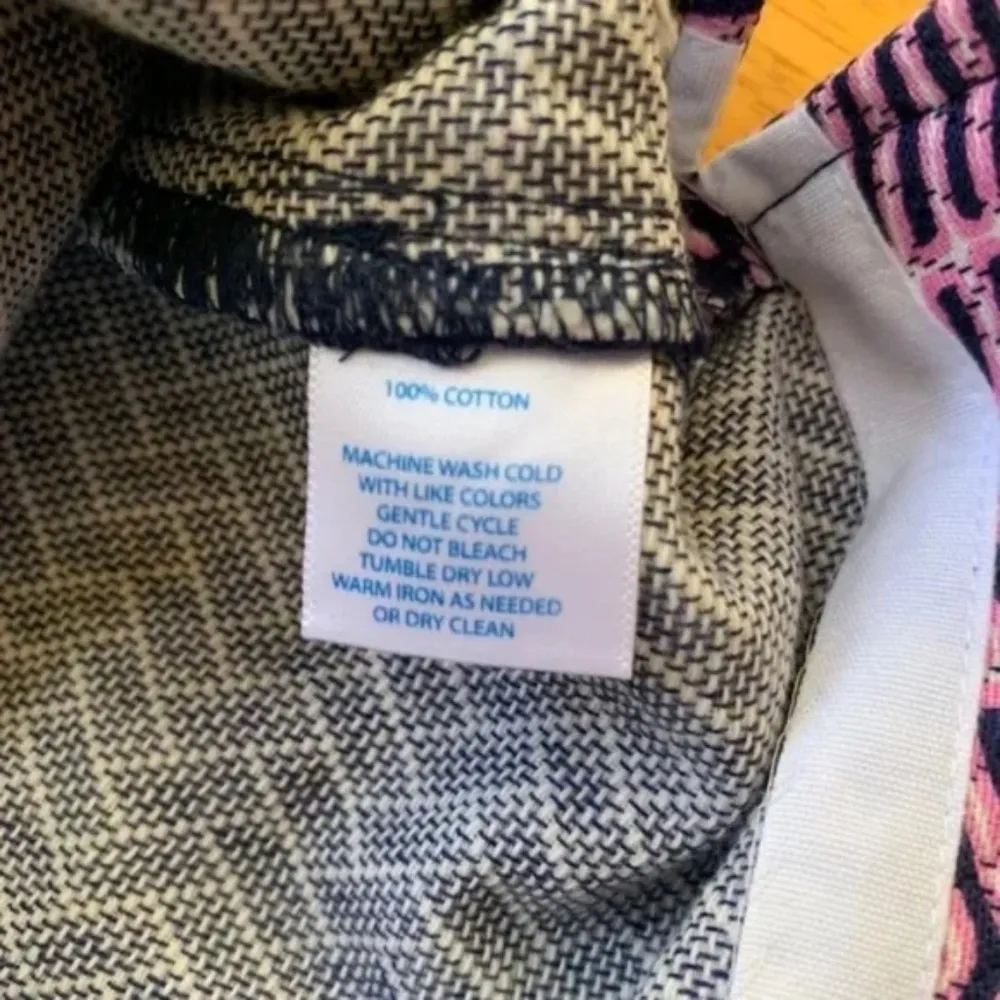 100% COTTON
MACHINE WASH COLD
WITH LIKE COLORS
GENTLE CYCLE
DO NOT BLEACH
TUMBLE DRY LOW
WARM IRON AS NEEDED
OR DRY CLEAN